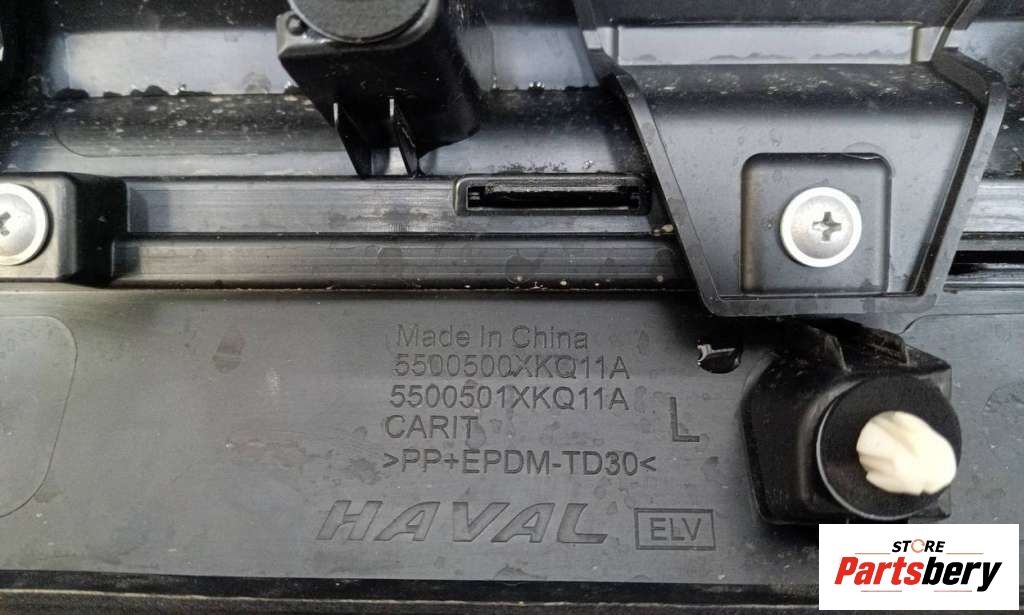 Made In China
5500500XKQ11A
5500501XKQ11A
CARIT
L
>PP+EPDM-TD30<
HAVAL
ELV
STORE
Partsbery